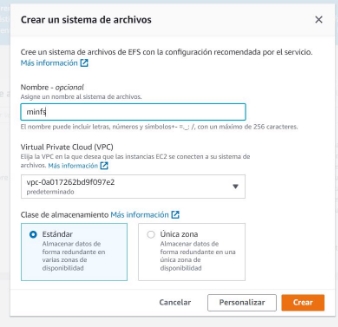 Crear un sistema de archivos
Cree un sistema de archivos de EFS con la configuración recomendada por el servicio.
Más información
Nombre - opcional
Asigne un nombre al sistema de archivos.
minfs
El nombre puede incluir letras, números y símbolos+- =._: /, con un máximo de 256 caracteres.
Virtual Private Cloud (VPC)
Elija la VPC en la que desea que las instancias EC2 se conecten a su sistema de
archivos. Más información
vpc-0a017262bd9f097e2
predeterminado
Clase de almacenamiento Más información
Estándar
Almacenar datos de
forma redundante en
varias zonas de
disponibilidad
Única zona
Almacenar datos de
forma redundante en una
única zona de
disponibilidad
Cancelar
Personalizar
Crear